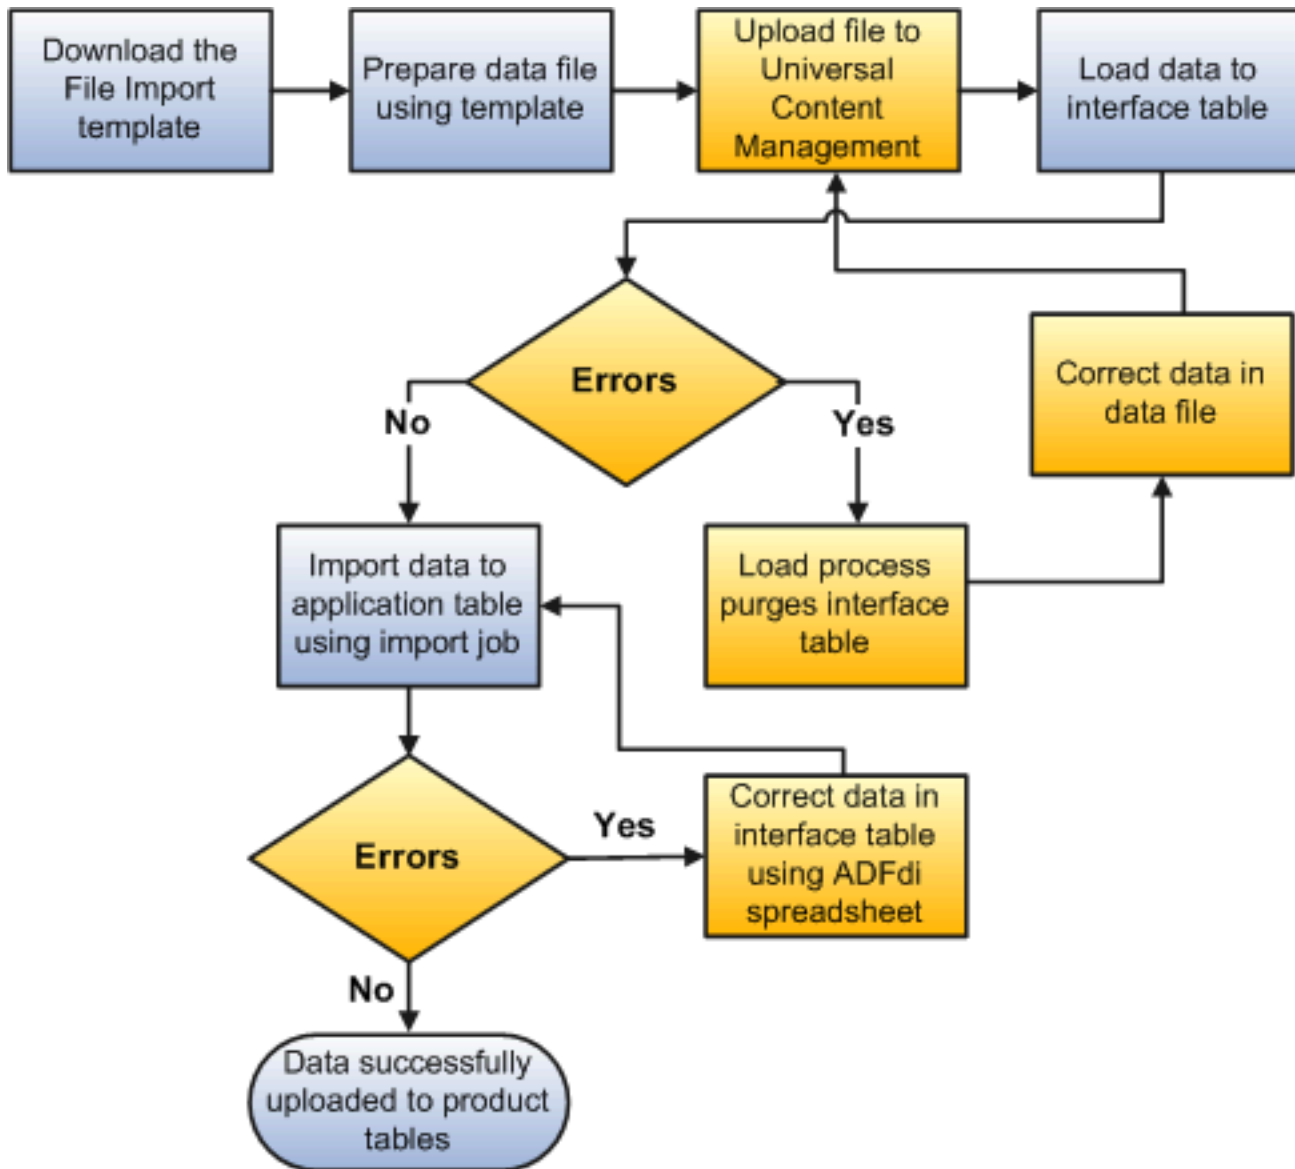 Download the
File Import
template
Prepare data file
using template
Upload file to
Universal
Content
Management
Load data to
interface table
Errors
No
Yes
Correct data in
data file
Import data to
application table
using import job
Load process
purges interface
table
Errors
Yes
Correct data in
interface table
using ADFdi
spreadsheet
No
Data successfully
uploaded to product
tables